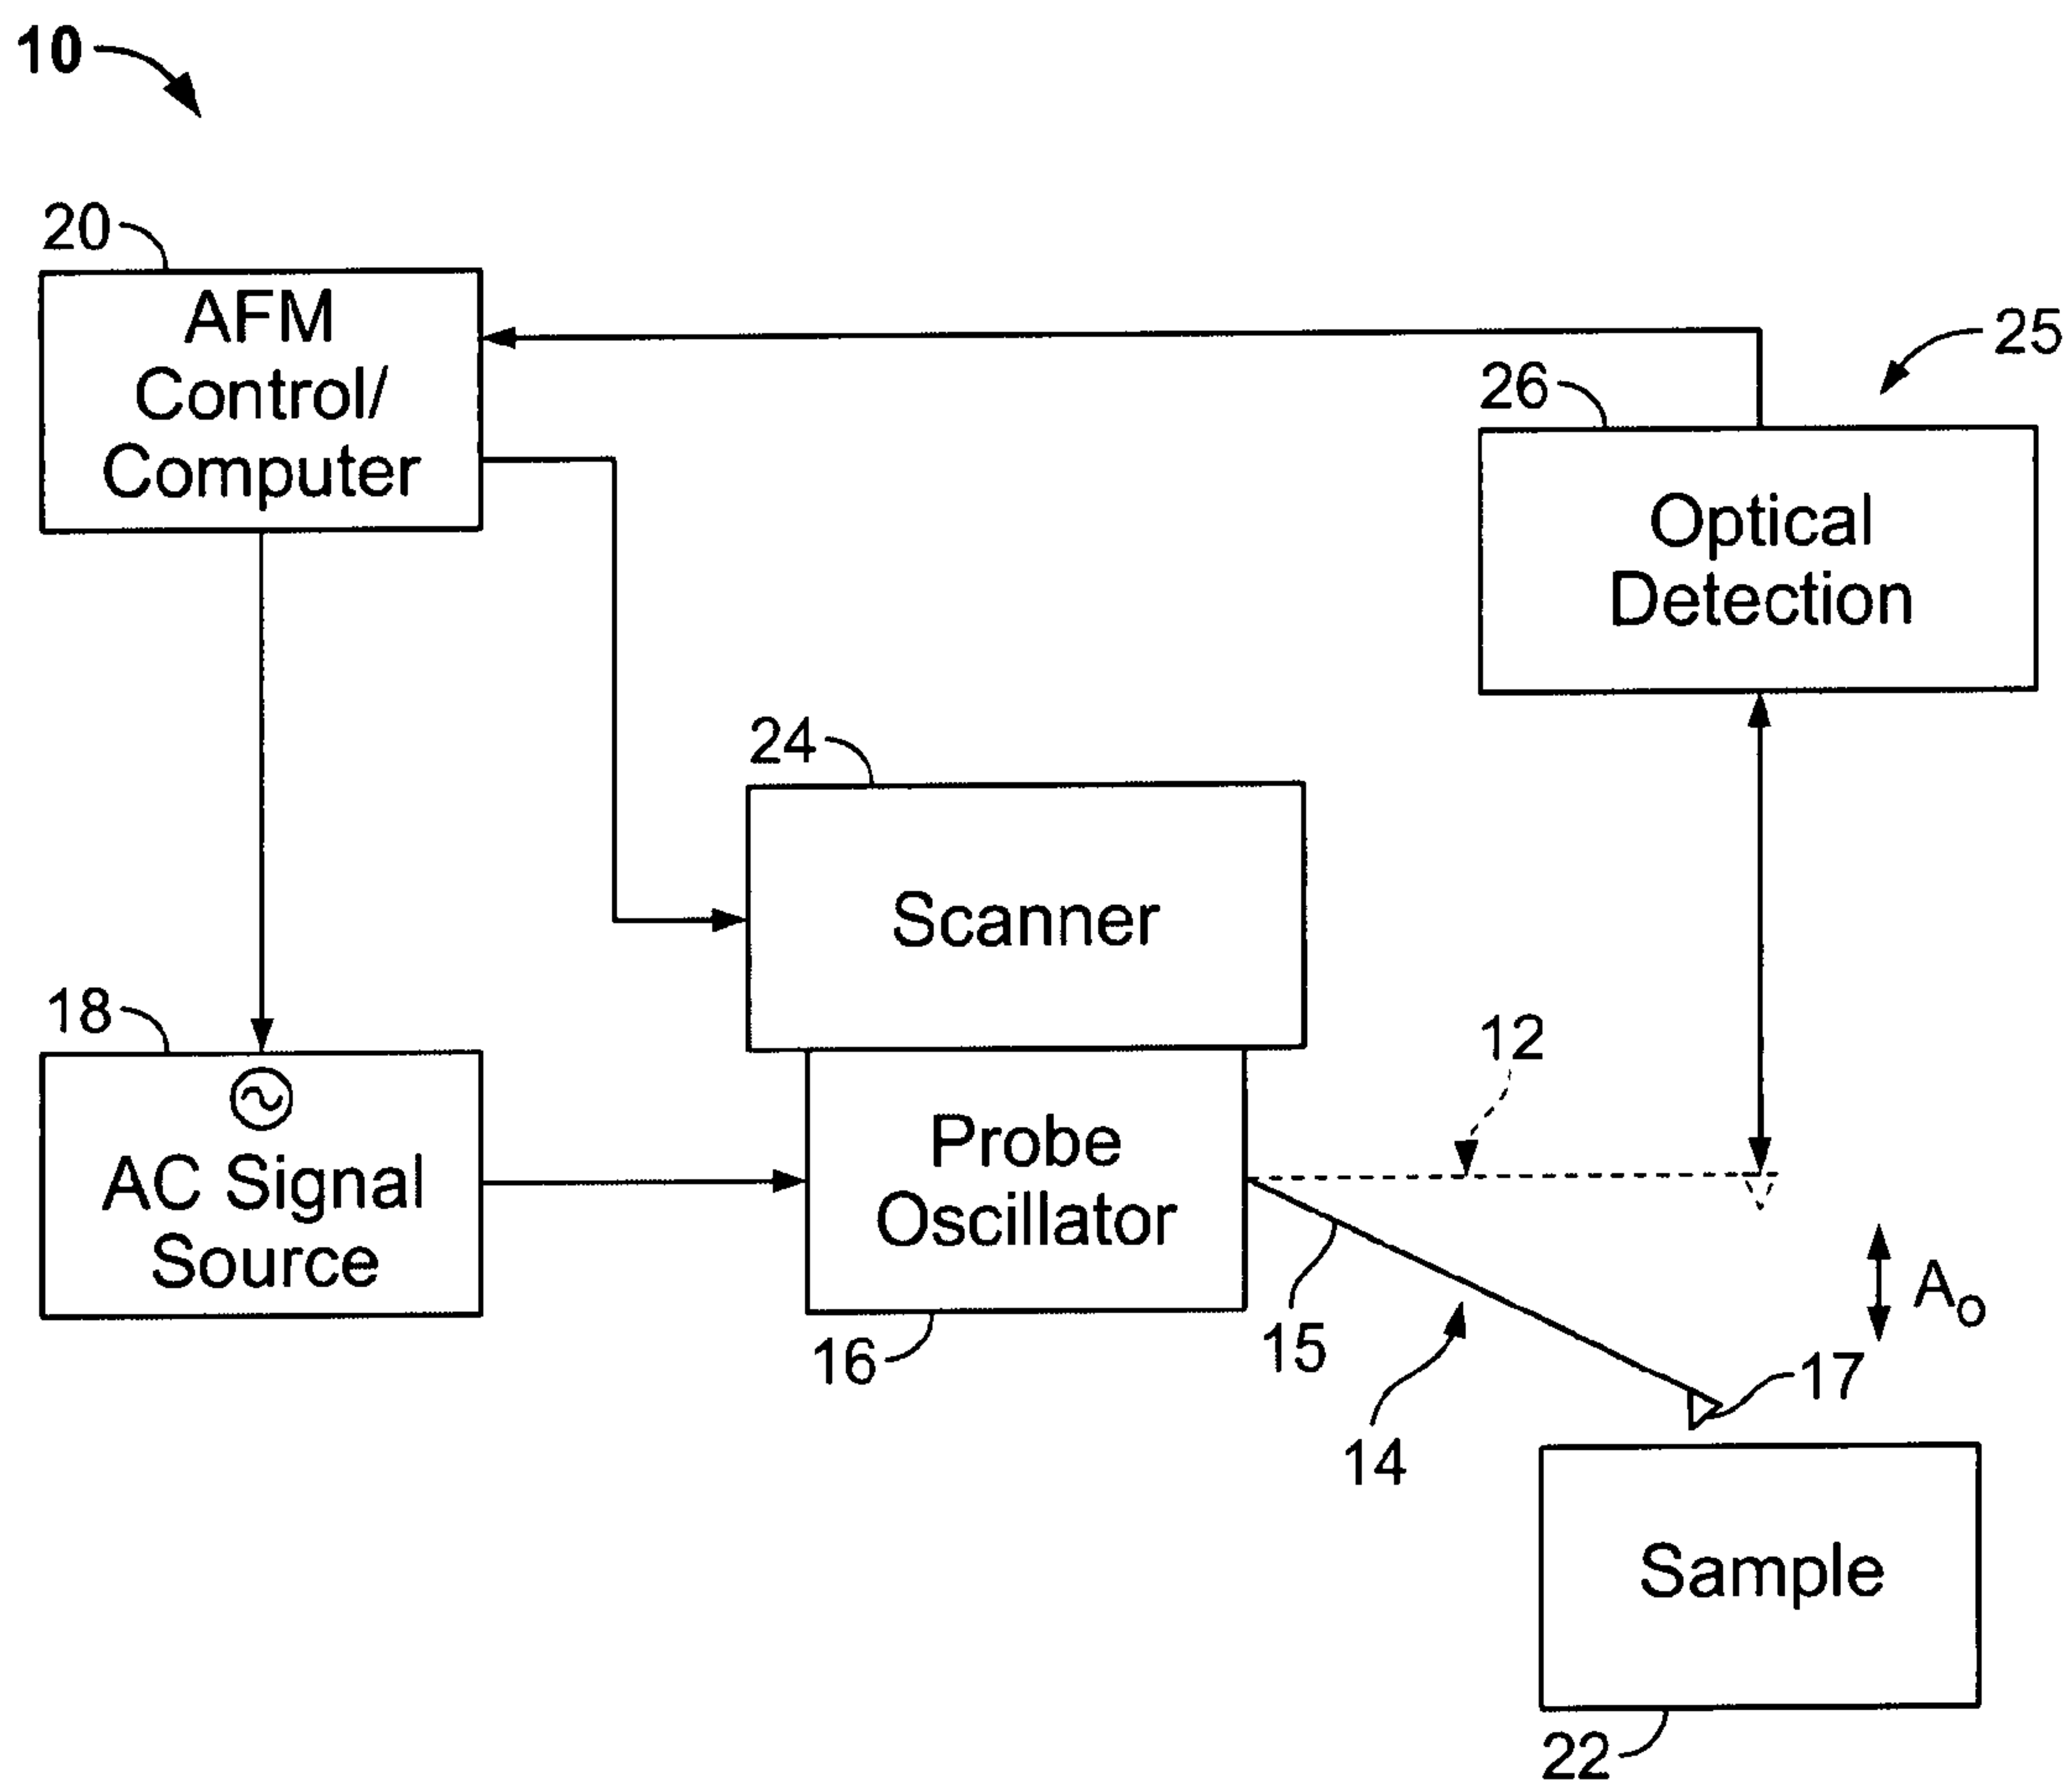 10
20
AFM
Control/
Computer
25
26
Optical
Detection
24
Scanner
18
AC Signal
Source
12
Probe
Oscillator
16
15
14
A₀
17
Sample
22